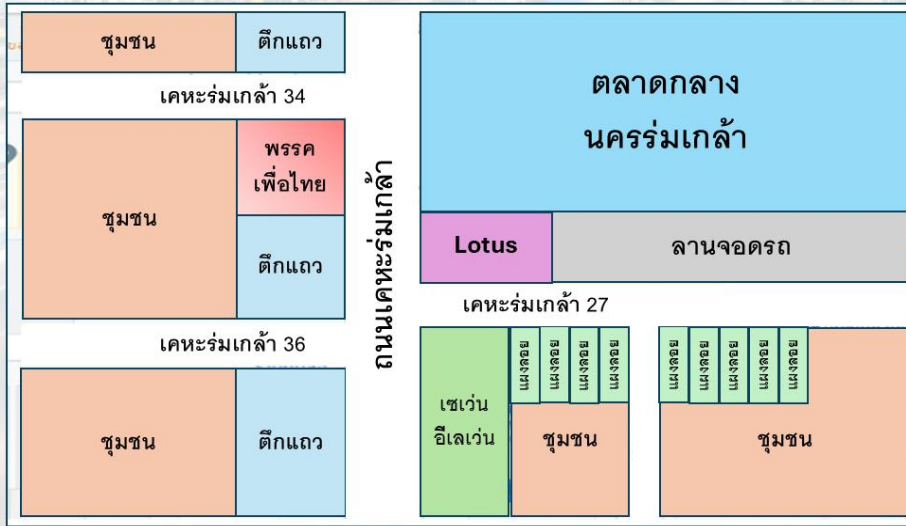 ชุมชน
ตึกแถว
เคหะร่มเกล้า 34
ชุมชน
พรรค
เพื่อไทย
ตึกแถว
เคหะร่มเกล้า 36
ชุมชน
ตึกแถว
ถนนเคหะร่มเกล้า
ตลาดกลาง
นครร่มเกล้า
Lotus
ลานจอดรถ
เคหะร่มเกล้า 27
เซเว่น
อีเลเว่น
แผงลอย
แผงลอย
แผงลอย
แผงลอย
ชุมชน
แผงลอย
แผงลอย
แผงลอย
แผงลอย
แผงลอย
ชุมชน